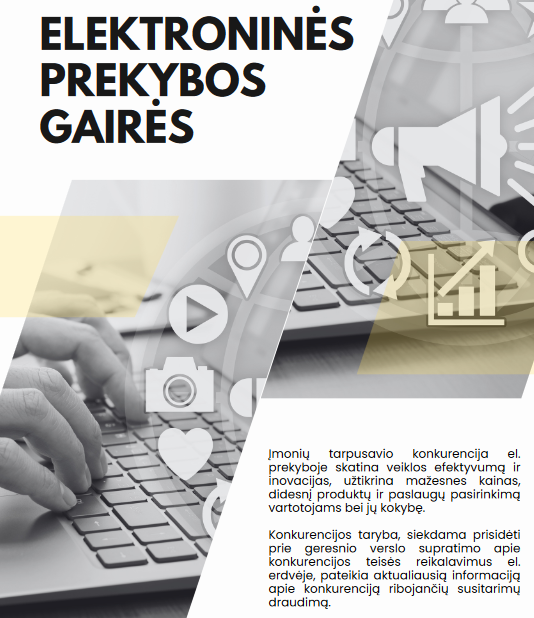 ELEKTRONINĖS
PREKYBOS
GAIRĖS
Įmonių tarpusavio konkurencija el.
prekyboje skatina veiklos efektyvumą ir
inovacijas, užtikrina mažesnes kainas,
didesnį produktų ir paslaugų pasirinkimą
vartotojams bei jų kokybę.
Konkurencijos taryba, siekdama prisidėti
prie geresnio verslo supratimo apie
konkurencijos teisės reikalavimus el.
erdvėje, pateikia aktualiausią informaciją
apie konkurenciją ribojančių susitarimų
draudimą.